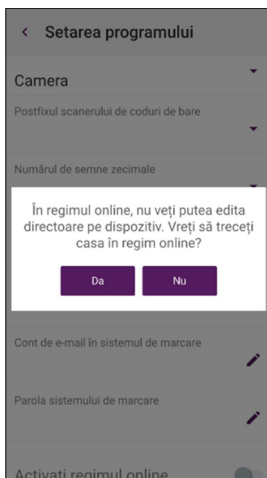 Setarea programului
Camera
Postfixul scanerului de coduri de bare
Numărul de semne zecimale
În regimul online, nu veți putea edita
directoare pe dispozitiv. Vreți să treceți
casa în regim online?
Da
Nu
Cont de e-mail în sistemul de marcare
Parola sistemului de marcare
Activați regimul online